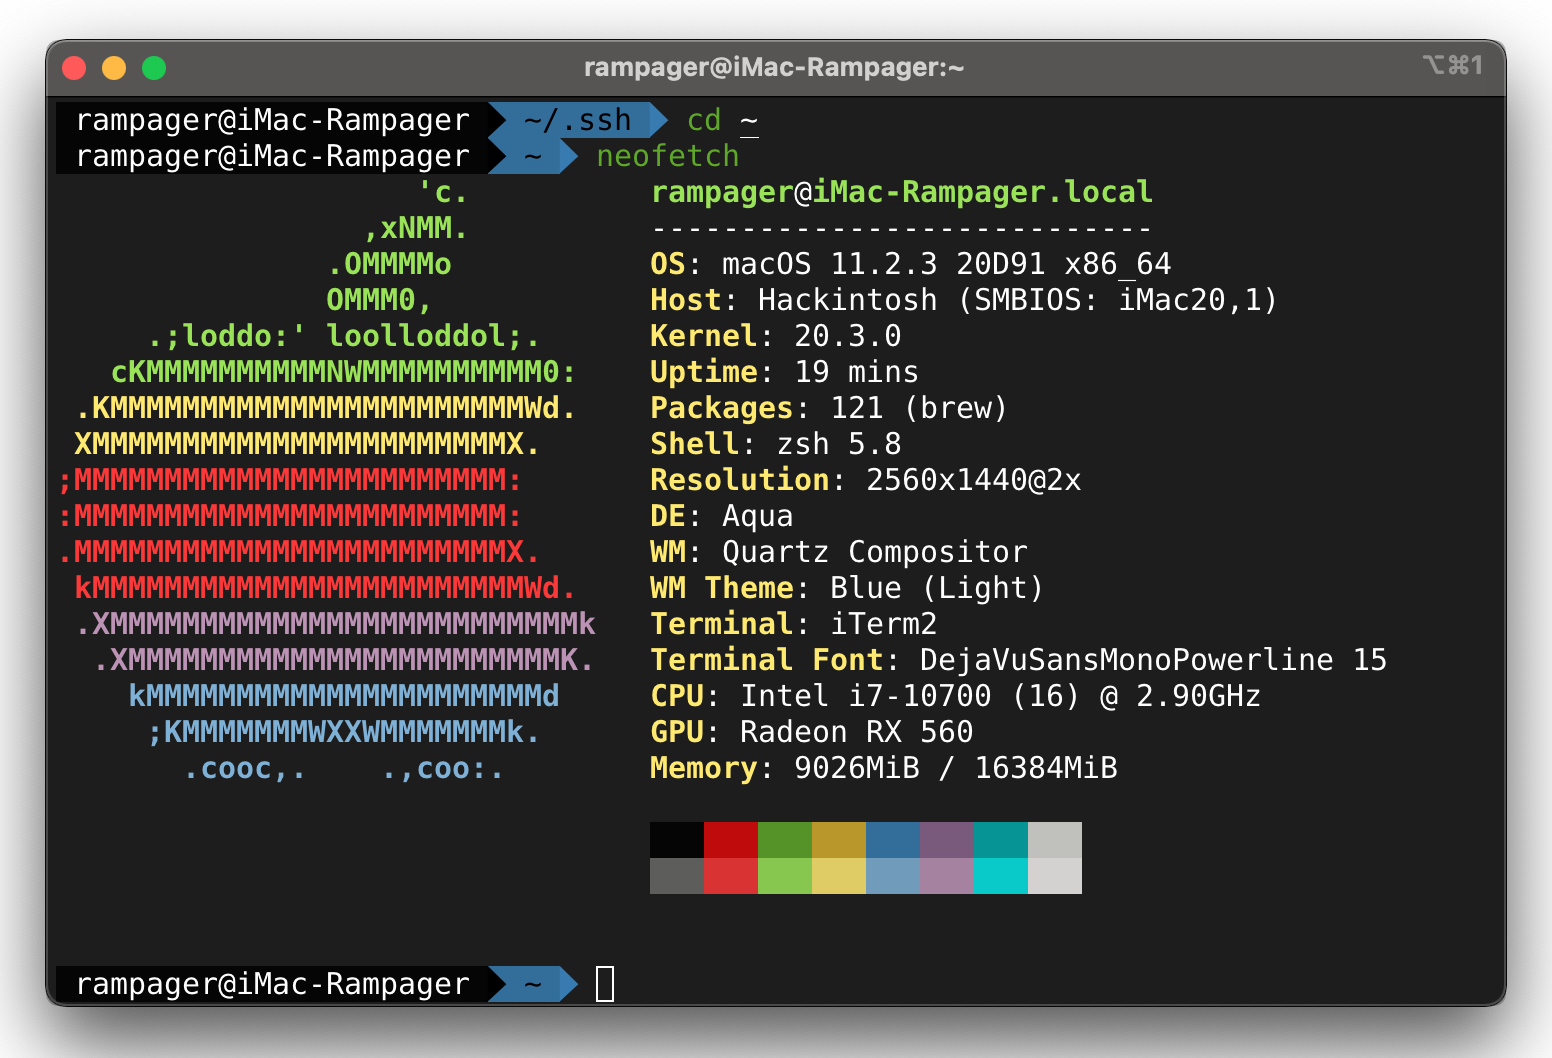 rampager@iMac-Rampager:~
⌥⌘1
rampager@iMac-Rampager ~/.ssh cd ~
rampager@iMac-Rampager ~ neofetch
'c. rampager@iMac-Rampager.local
,xNMM. ----------------------------
.OMMMMo OS: macOS 11.2.3 20D91 x86_64
OMMM0, Host: Hackintosh (SMBIOS: iMac20,1)
.;loddo:' loolloddol;. Kernel: 20.3.0
cKMMMMMMMMMMNWMMMMMMMMMM0: Uptime: 19 mins
.KMMMMMMMMMMMMMMMMMMMMMMMWd. Packages: 121 (brew)
XMMMMMMMMMMMMMMMMMMMMMMMX. Shell: zsh 5.8
;MMMMMMMMMMMMMMMMMMMMMMMM: Resolution: 2560x1440@2x
:MMMMMMMMMMMMMMMMMMMMMMMM: DE: Aqua
.MMMMMMMMMMMMMMMMMMMMMMMMX. WM: Quartz Compositor
kMMMMMMMMMMMMMMMMMMMMMMMMWd. WM Theme: Blue (Light)
.XMMMMMMMMMMMMMMMMMMMMMMMMMMk Terminal: iTerm2
.XMMMMMMMMMMMMMMMMMMMMMMMMK. Terminal Font: DejaVuSansMonoPowerline 15
kMMMMMMMMMMMMMMMMMMMMMMd CPU: Intel i7-10700 (16) @ 2.90GHz
;KMMMMMMMWXXWMMMMMMMk. GPU: Radeon RX 560
.cooc,. .,coo:. Memory: 9026MiB / 16384MiB
rampager@iMac-Rampager ~